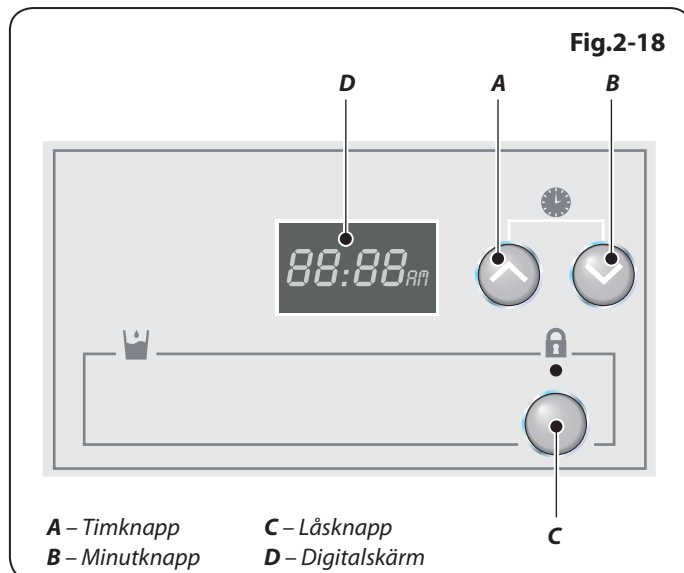 Fig.2-18
D A B
88:88AM
C
A – Timknapp C – Låsknapp
B – Minutknapp D – Digitalskärm